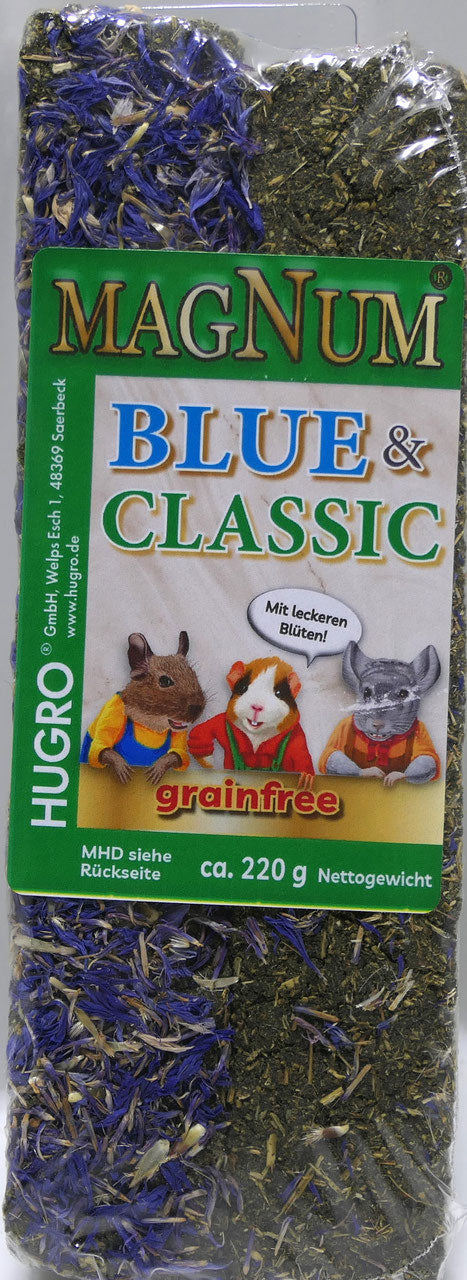 MAGNUM ®
BLUE &
CLASSIC
Mit leckeren
Blüten!
grainfree
HUGRO ® GmbH, Welps Esch 1, 48369 Saerbeck
www.hugro.de
MHD siehe
Rückseite
ca. 220 g Nettogewicht